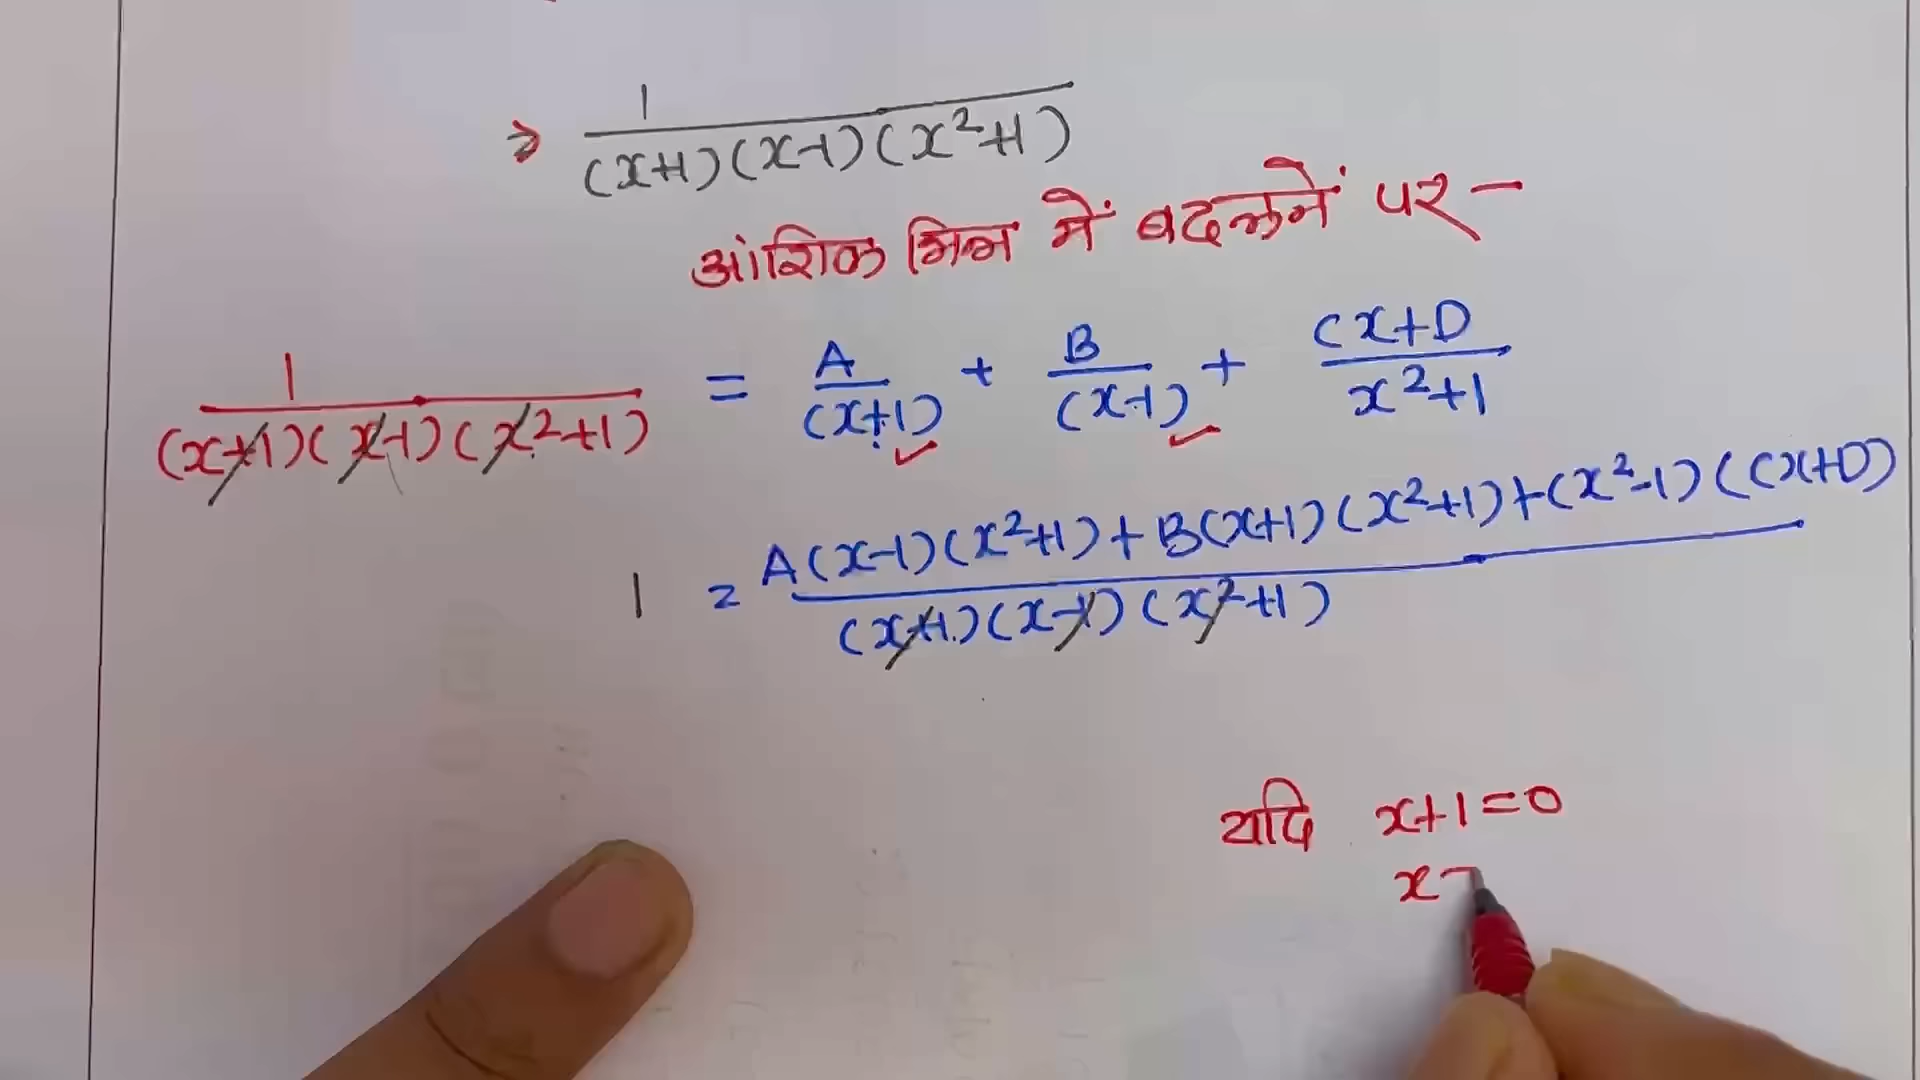 ⇒ 1/((x+1)(x-1)(x²+1))
आंशिक भिन्न में बदलनें पर -
1/((x+1)(x-1)(x²+1)) = A/(x+1) + B/(x-1) + (Cx+D)/(x²+1)
1 = (A(x-1)(x²+1)+B(x+1)(x²+1)+(x²-1)(Cx+D))/((x+1)(x-1)(x²+1))
यदि x+1=0
x=